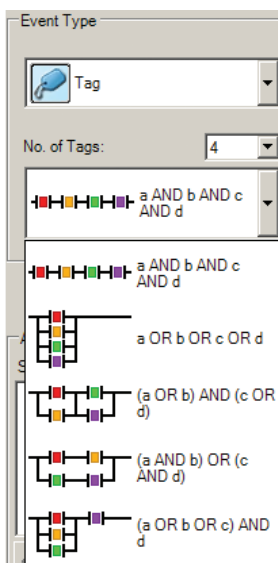 Event Type
Tag
No. of Tags:
4
a AND b AND c
AND d
a AND b AND c
AND d
a OR b OR c OR d
(a OR b) AND (c OR
d)
(a AND b) OR (c
AND d)
(a OR b OR c) AND
d